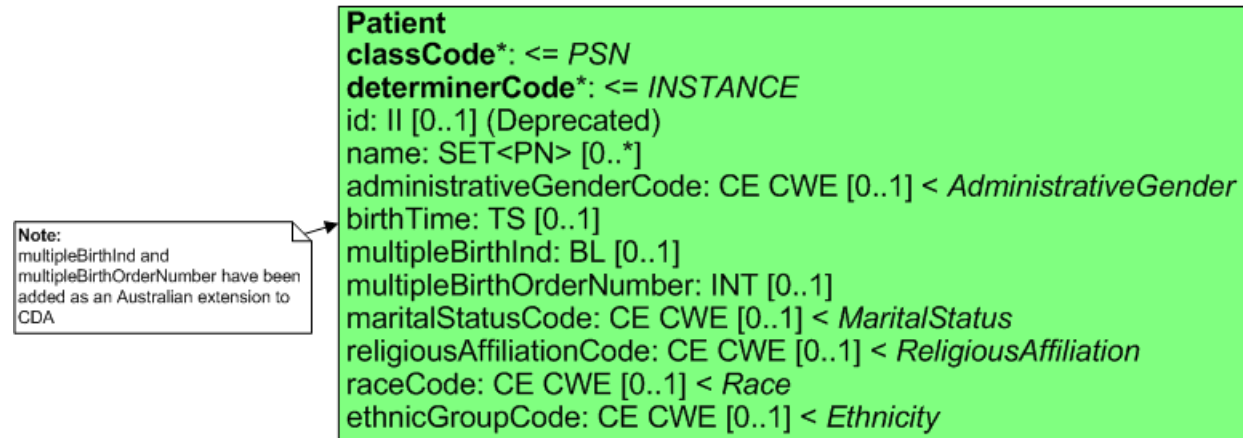 Patient
classCode*: <= PSN
determinerCode*: <= INSTANCE
id: II [0..1] (Deprecated)
name: SET<PN> [0..*]
administrativeGenderCode: CE CWE [0..1] < AdministrativeGender
birthTime: TS [0..1]
multipleBirthInd: BL [0..1]
multipleBirthOrderNumber: INT [0..1]
maritalStatusCode: CE CWE [0..1] < MaritalStatus
religiousAffiliationCode: CE CWE [0..1] < ReligiousAffiliation
raceCode: CE CWE [0..1] < Race
ethnicGroupCode: CE CWE [0..1] < Ethnicity
Note:
multipleBirthInd and
multipleBirthOrderNumber have been
added as an Australian extension to
CDA